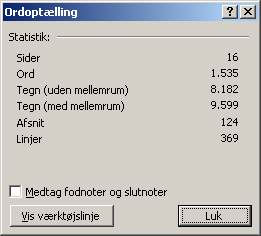 Ordoptælling
Statistik:
Sider 16
Ord 1.535
Tegn (uden mellemrum) 8.182
Tegn (med mellemrum) 9.599
Afsnit 124
Linjer 369
Medtag fodnoter og slutnoter
Vis værktøjslinje Luk